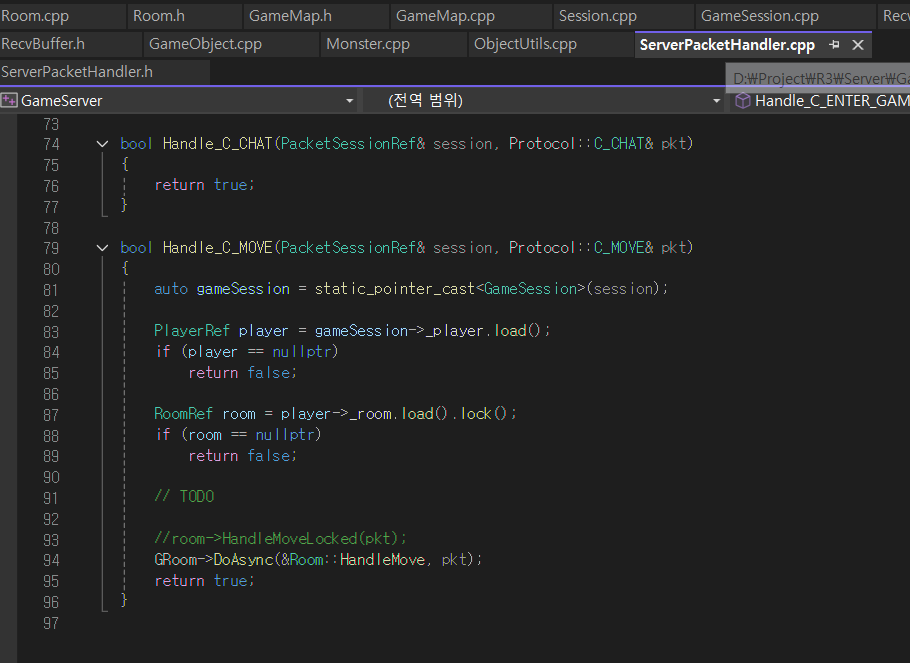 Room.cpp Room.h GameMap.h GameMap.cpp Session.cpp GameSession.cpp Recv
RecvBuffer.h GameObject.cpp Monster.cpp ObjectUtils.cpp ServerPacketHandler.cpp
ServerPacketHandler.h
D:₩Project₩R3₩Server₩Ga
GameServer (전역 범위) Handle_C_ENTER_GAM
73
74 bool Handle_C_CHAT(PacketSessionRef& session, Protocol::C_CHAT& pkt)
75 {
76 return true;
77 }
78
79 bool Handle_C_MOVE(PacketSessionRef& session, Protocol::C_MOVE& pkt)
80 {
81 auto gameSession = static_pointer_cast<GameSession>(session);
82
83 PlayerRef player = gameSession->_player.load();
84 if (player == nullptr)
85 return false;
86
87 RoomRef room = player->_room.load().lock();
88 if (room == nullptr)
89 return false;
90
91 // TODO
92
93 //room->HandleMoveLocked(pkt);
94 GRoom->DoAsync(&Room::HandleMove, pkt);
95 return true;
96 }
97